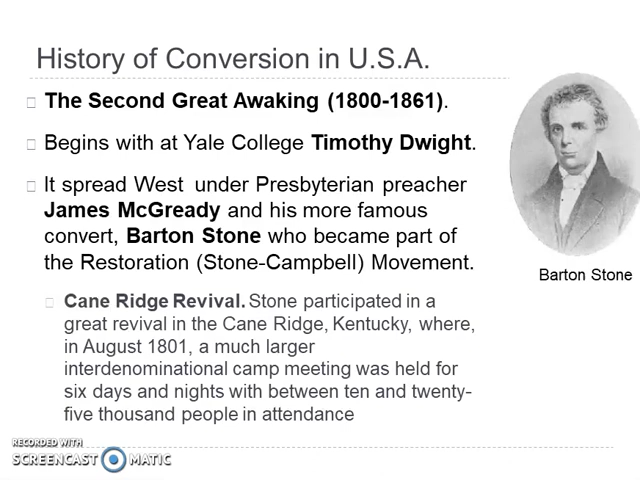 History of Conversion in U.S.A.
The Second Great Awaking (1800-1861).
Begins with at Yale College Timothy Dwight.
It spread West under Presbyterian preacher
James McGready and his more famous
convert, Barton Stone who became part of
the Restoration (Stone-Campbell) Movement.
Barton Stone
Cane Ridge Revival. Stone participated in a
great revival in the Cane Ridge, Kentucky, where,
in August 1801, a much larger
interdenominational camp meeting was held for
six days and nights with between ten and twenty-
five thousand people in attendance
RECORDED WITH
SCREENCAST MATIC